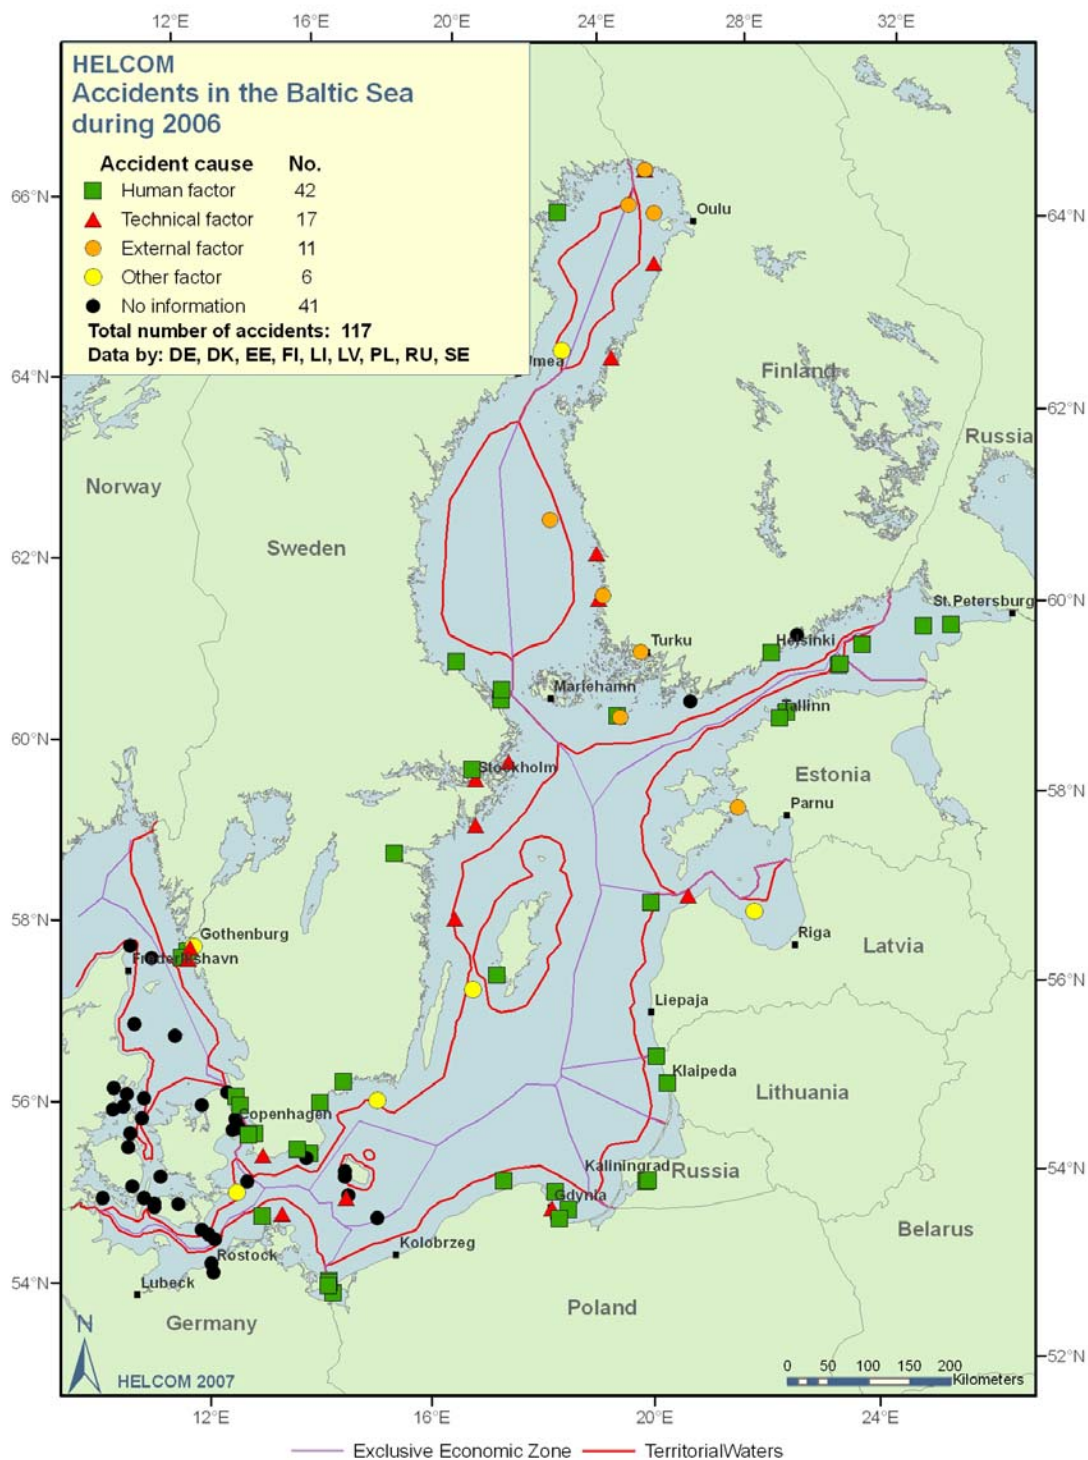 12°E 16°E 20°E 24°E 28°E 32°E
HELCOM
Accidents in the Baltic Sea
during 2006
Accident cause No.
Human factor 42
Technical factor 17
External factor 11
Other factor 6
No information 41
Total number of accidents: 117
Data by: DE, DK, EE, FI, LI, LV, PL, RU, SE
66°N
Oulu
64°N
Umea
64°N
Finland
62°N
Russia
Norway
Sweden
62°N
60°N
St.Petersburg
Helsinki
Turku
Mariehamn
Tallinn
60°N
Stockholm
Estonia
58°N
Parnu
58°N
Gothenburg
Riga
Latvia
Frederikshavn
56°N
Liepaja
Klaipeda
Lithuania
56°N
Copenhagen
Kaliningrad
54°N
Russia
Gdynia
Belarus
Kolobrzeg
Rostock
54°N
Lubeck
Poland
Germany
N
52°N
0 50 100 150 200
Kilometers
HELCOM 2007
12°E 16°E 20°E 24°E
Exclusive Economic Zone TerritorialWaters